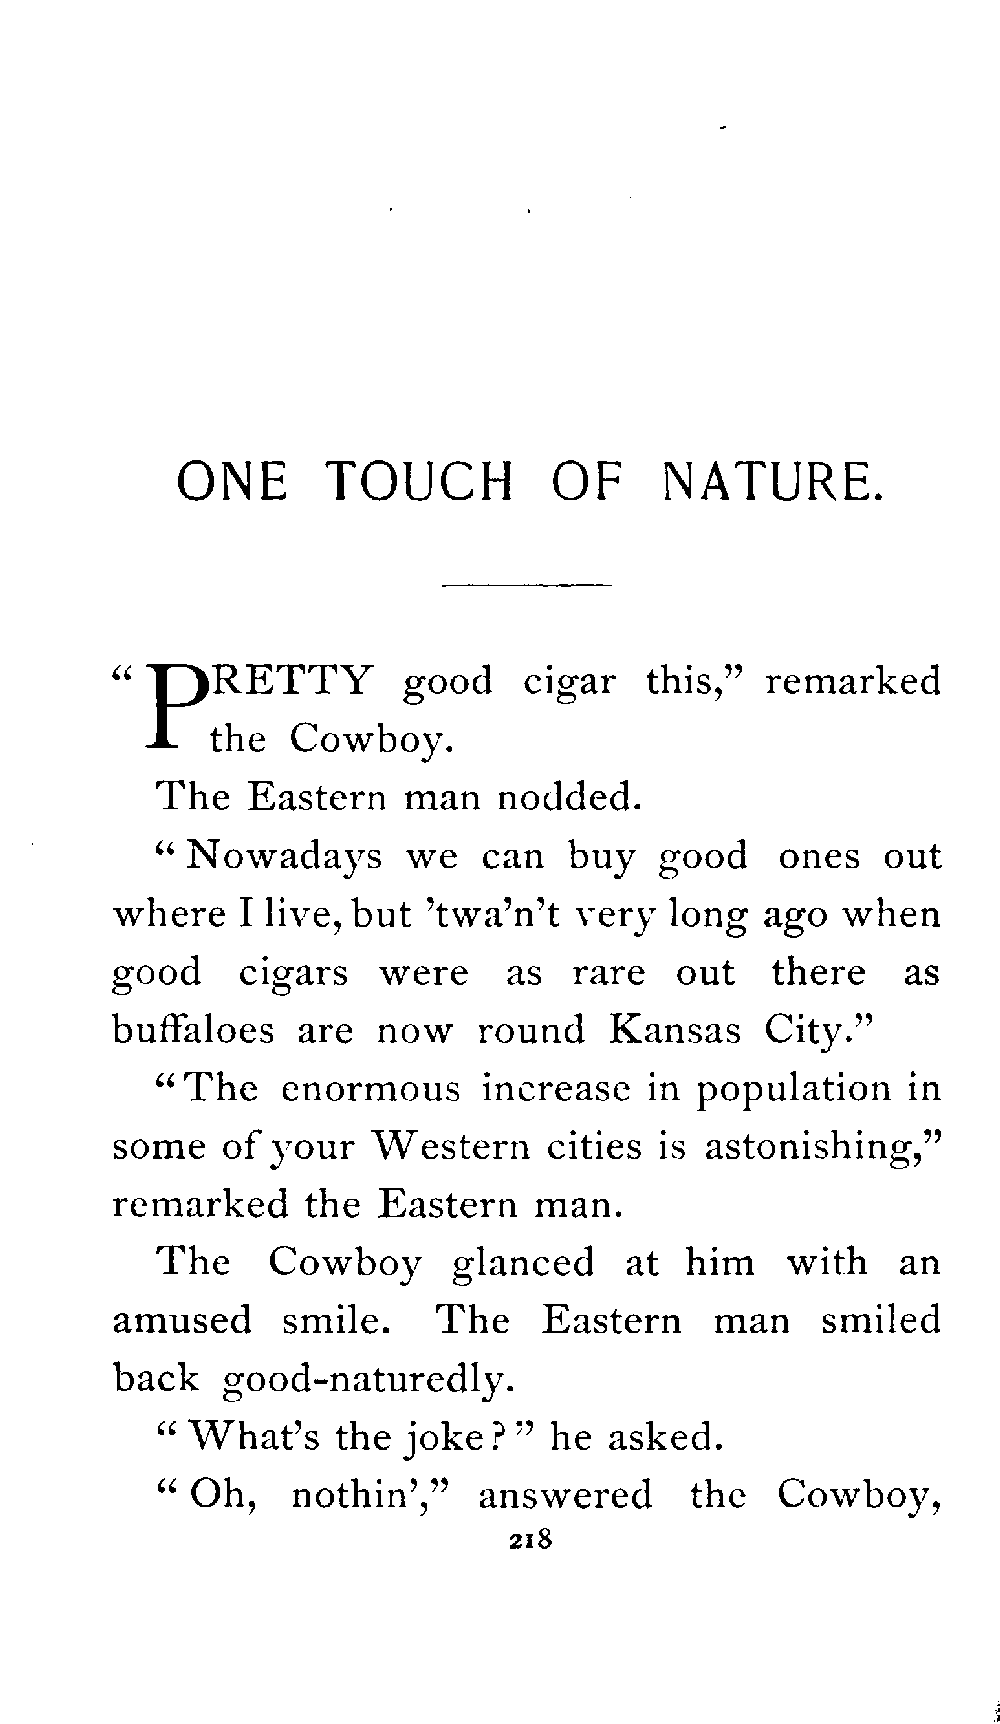 ONE TOUCH OF NATURE.
“PRETTY good cigar this,” remarked
the Cowboy.
The Eastern man nodded.
“Nowadays we can buy good ones out
where I live, but ’twa’n’t very long ago when
good cigars were as rare out there as
buffaloes are now round Kansas City.”
“The enormous increase in population in
some of your Western cities is astonishing,”
remarked the Eastern man.
The Cowboy glanced at him with an
amused smile. The Eastern man smiled
back good-naturedly.
“What’s the joke?” he asked.
“Oh, nothin’,” answered the Cowboy,
218